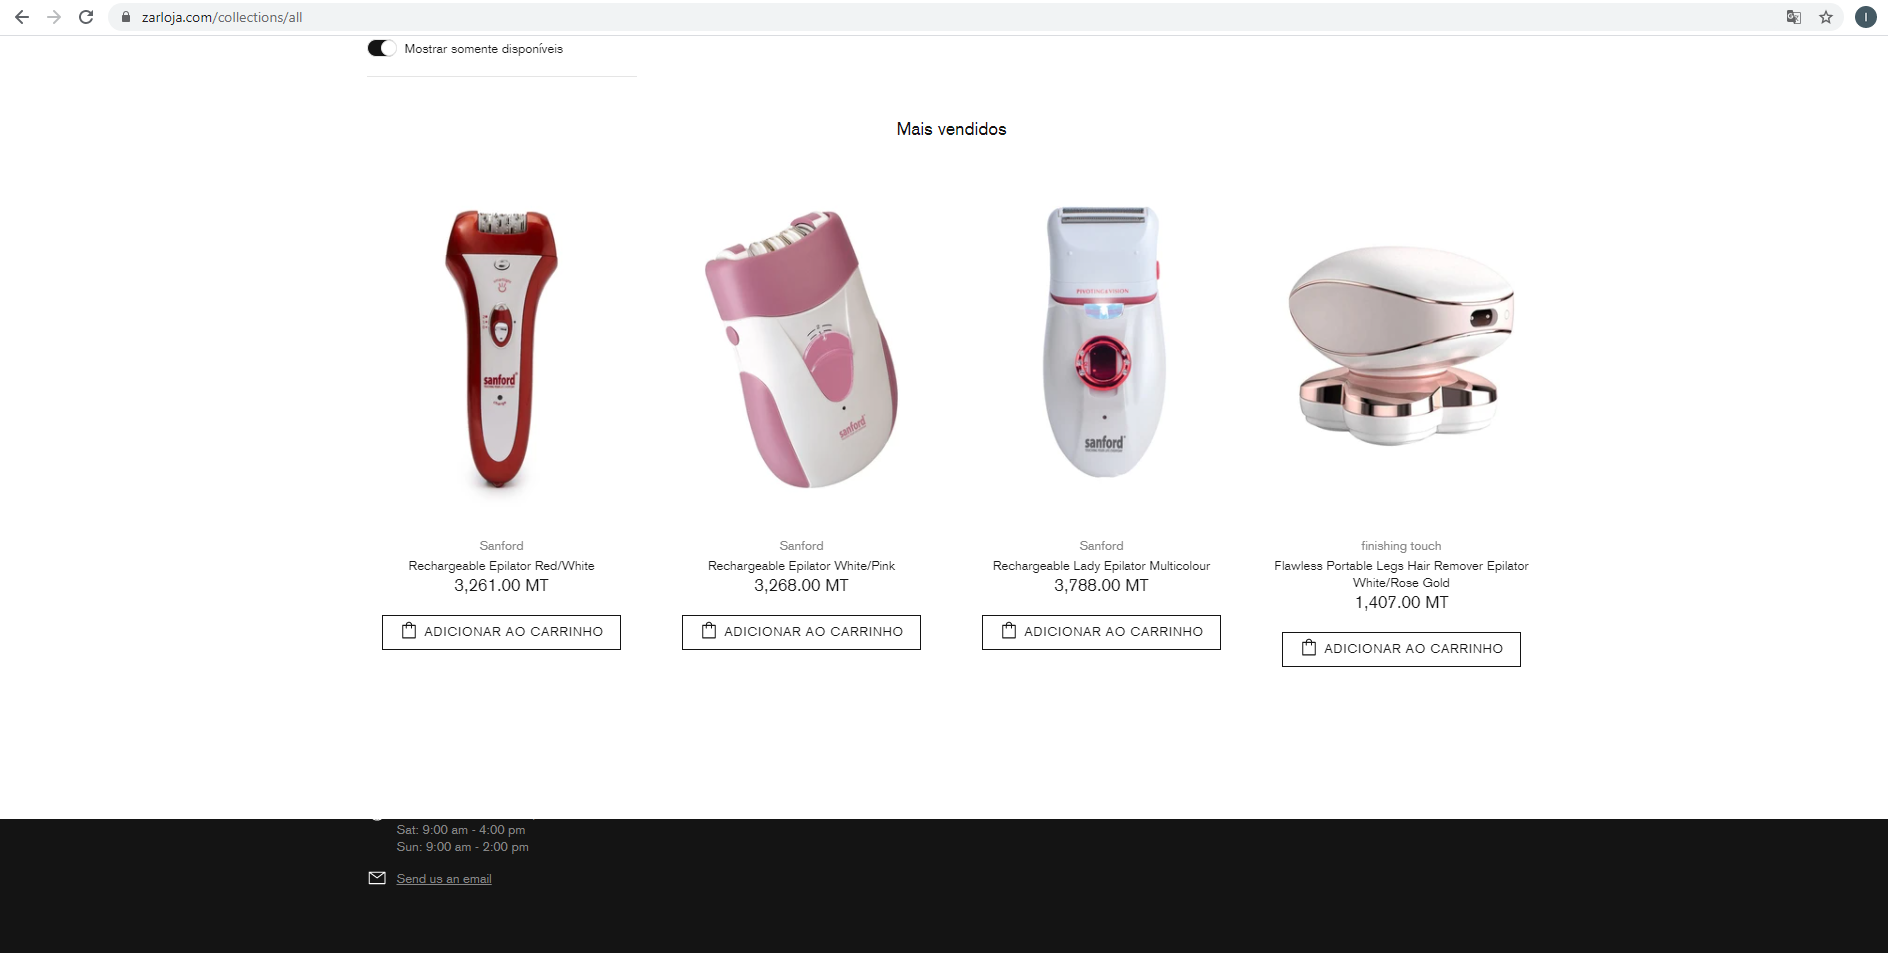 zarloja.com/collections/all
Mostrar somente disponíveis
Mais vendidos
sanford
sanford
PIVOTING & VISION
sanford
Sanford
Rechargeable Epilator Red/White
3,261.00 MT
ADICIONAR AO CARRINHO
Sanford
Rechargeable Epilator White/Pink
3,268.00 MT
ADICIONAR AO CARRINHO
Sanford
Rechargeable Lady Epilator Multicolour
3,788.00 MT
ADICIONAR AO CARRINHO
finishing touch
Flawless Portable Legs Hair Remover Epilator
White/Rose Gold
1,407.00 MT
ADICIONAR AO CARRINHO
Sat: 9:00 am - 4:00 pm
Sun: 9:00 am - 2:00 pm
Send us an email